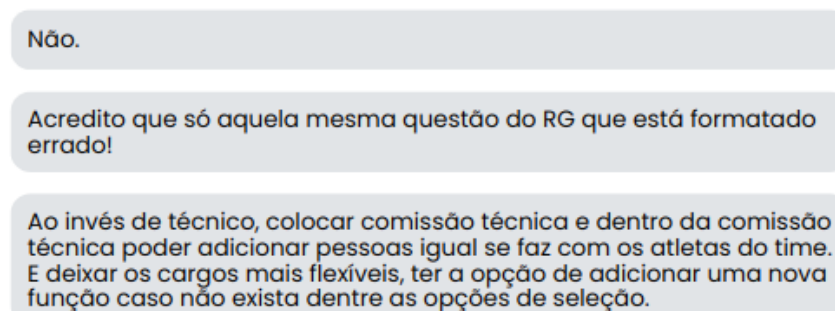 Não.
Acredito que só aquela mesma questão do RG que está formatado
errado!
Ao invés de técnico, colocar comissão técnica e dentro da comissão
técnica poder adicionar pessoas igual se faz com os atletas do time.
E deixar os cargos mais flexíveis, ter a opção de adicionar uma nova
função caso não exista dentre as opções de seleção.